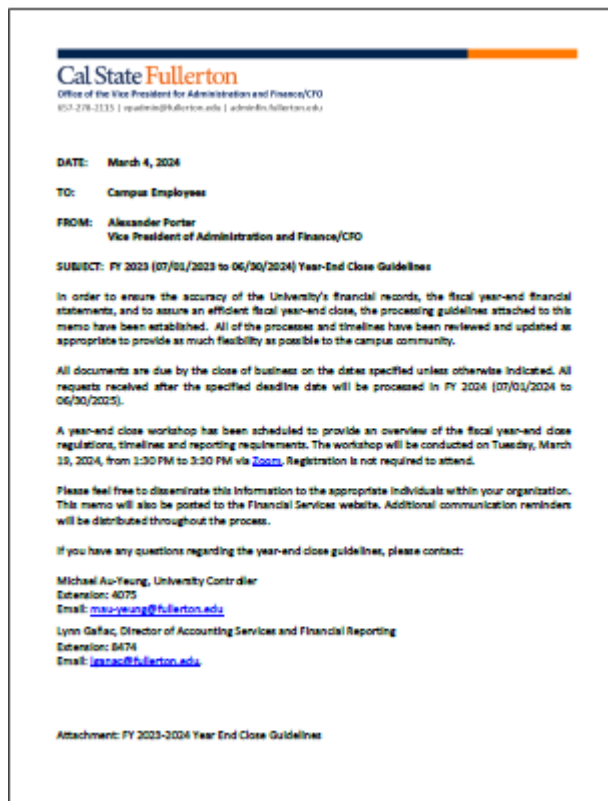 Cal State Fullerton
Office of the Vice President for Administration and Finance/CFO
657-278-2115 | vpadmin@fullerton.edu | adminfin.fullerton.edu
DATE: March 4, 2024
TO: Campus Employees
FROM: Alexander Porter
Vice President of Administration and Finance/CFO
SUBJECT: FY 2023 (07/01/2023 to 06/30/2024) Year-End Close Guidelines
In order to ensure the accuracy of the University's financial records, the fiscal year-end financial
statements, and to assure an efficient fiscal year-end close, the processing guidelines attached to this
memo have been established. All of the processes and timelines have been reviewed and updated as
appropriate to provide as much flexibility as possible to the campus community.
All documents are due by the close of business on the dates specified unless otherwise indicated. All
requests received after the specified deadline date will be processed in FY 2024 (07/01/2024 to
06/30/2025).
A year-end close workshop has been scheduled to provide an overview of the fiscal year-end close
regulations, timelines and reporting requirements. The workshop will be conducted on Tuesday, March
19, 2024, from 1:30 PM to 3:30 PM via Zoom. Registration is not required to attend.
Please feel free to disseminate this information to the appropriate individuals within your organization.
This memo will also be posted to the Financial Services website. Additional communication reminders
will be distributed throughout the process.
If you have any questions regarding the year-end close guidelines, please contact:
Michael Au-Yeung, University Controller
Extension: 4075
Email: mau-yeung@fullerton.edu
Lynn Gañac, Director of Accounting Services and Financial Reporting
Extension: 8474
Email: lganac@fullerton.edu.
Attachment: FY 2023-2024 Year End Close Guidelines